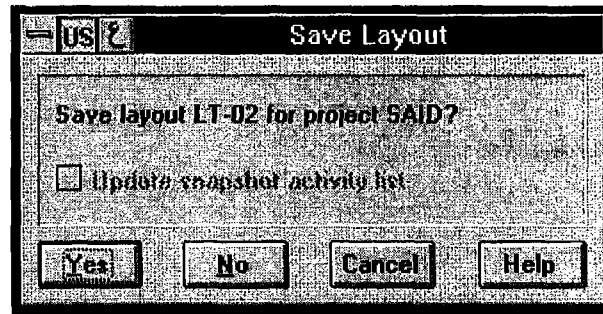 US Save Layout
Save layout LT-02 for project SAID?
Update snapshot activity list
Yes No Cancel Help